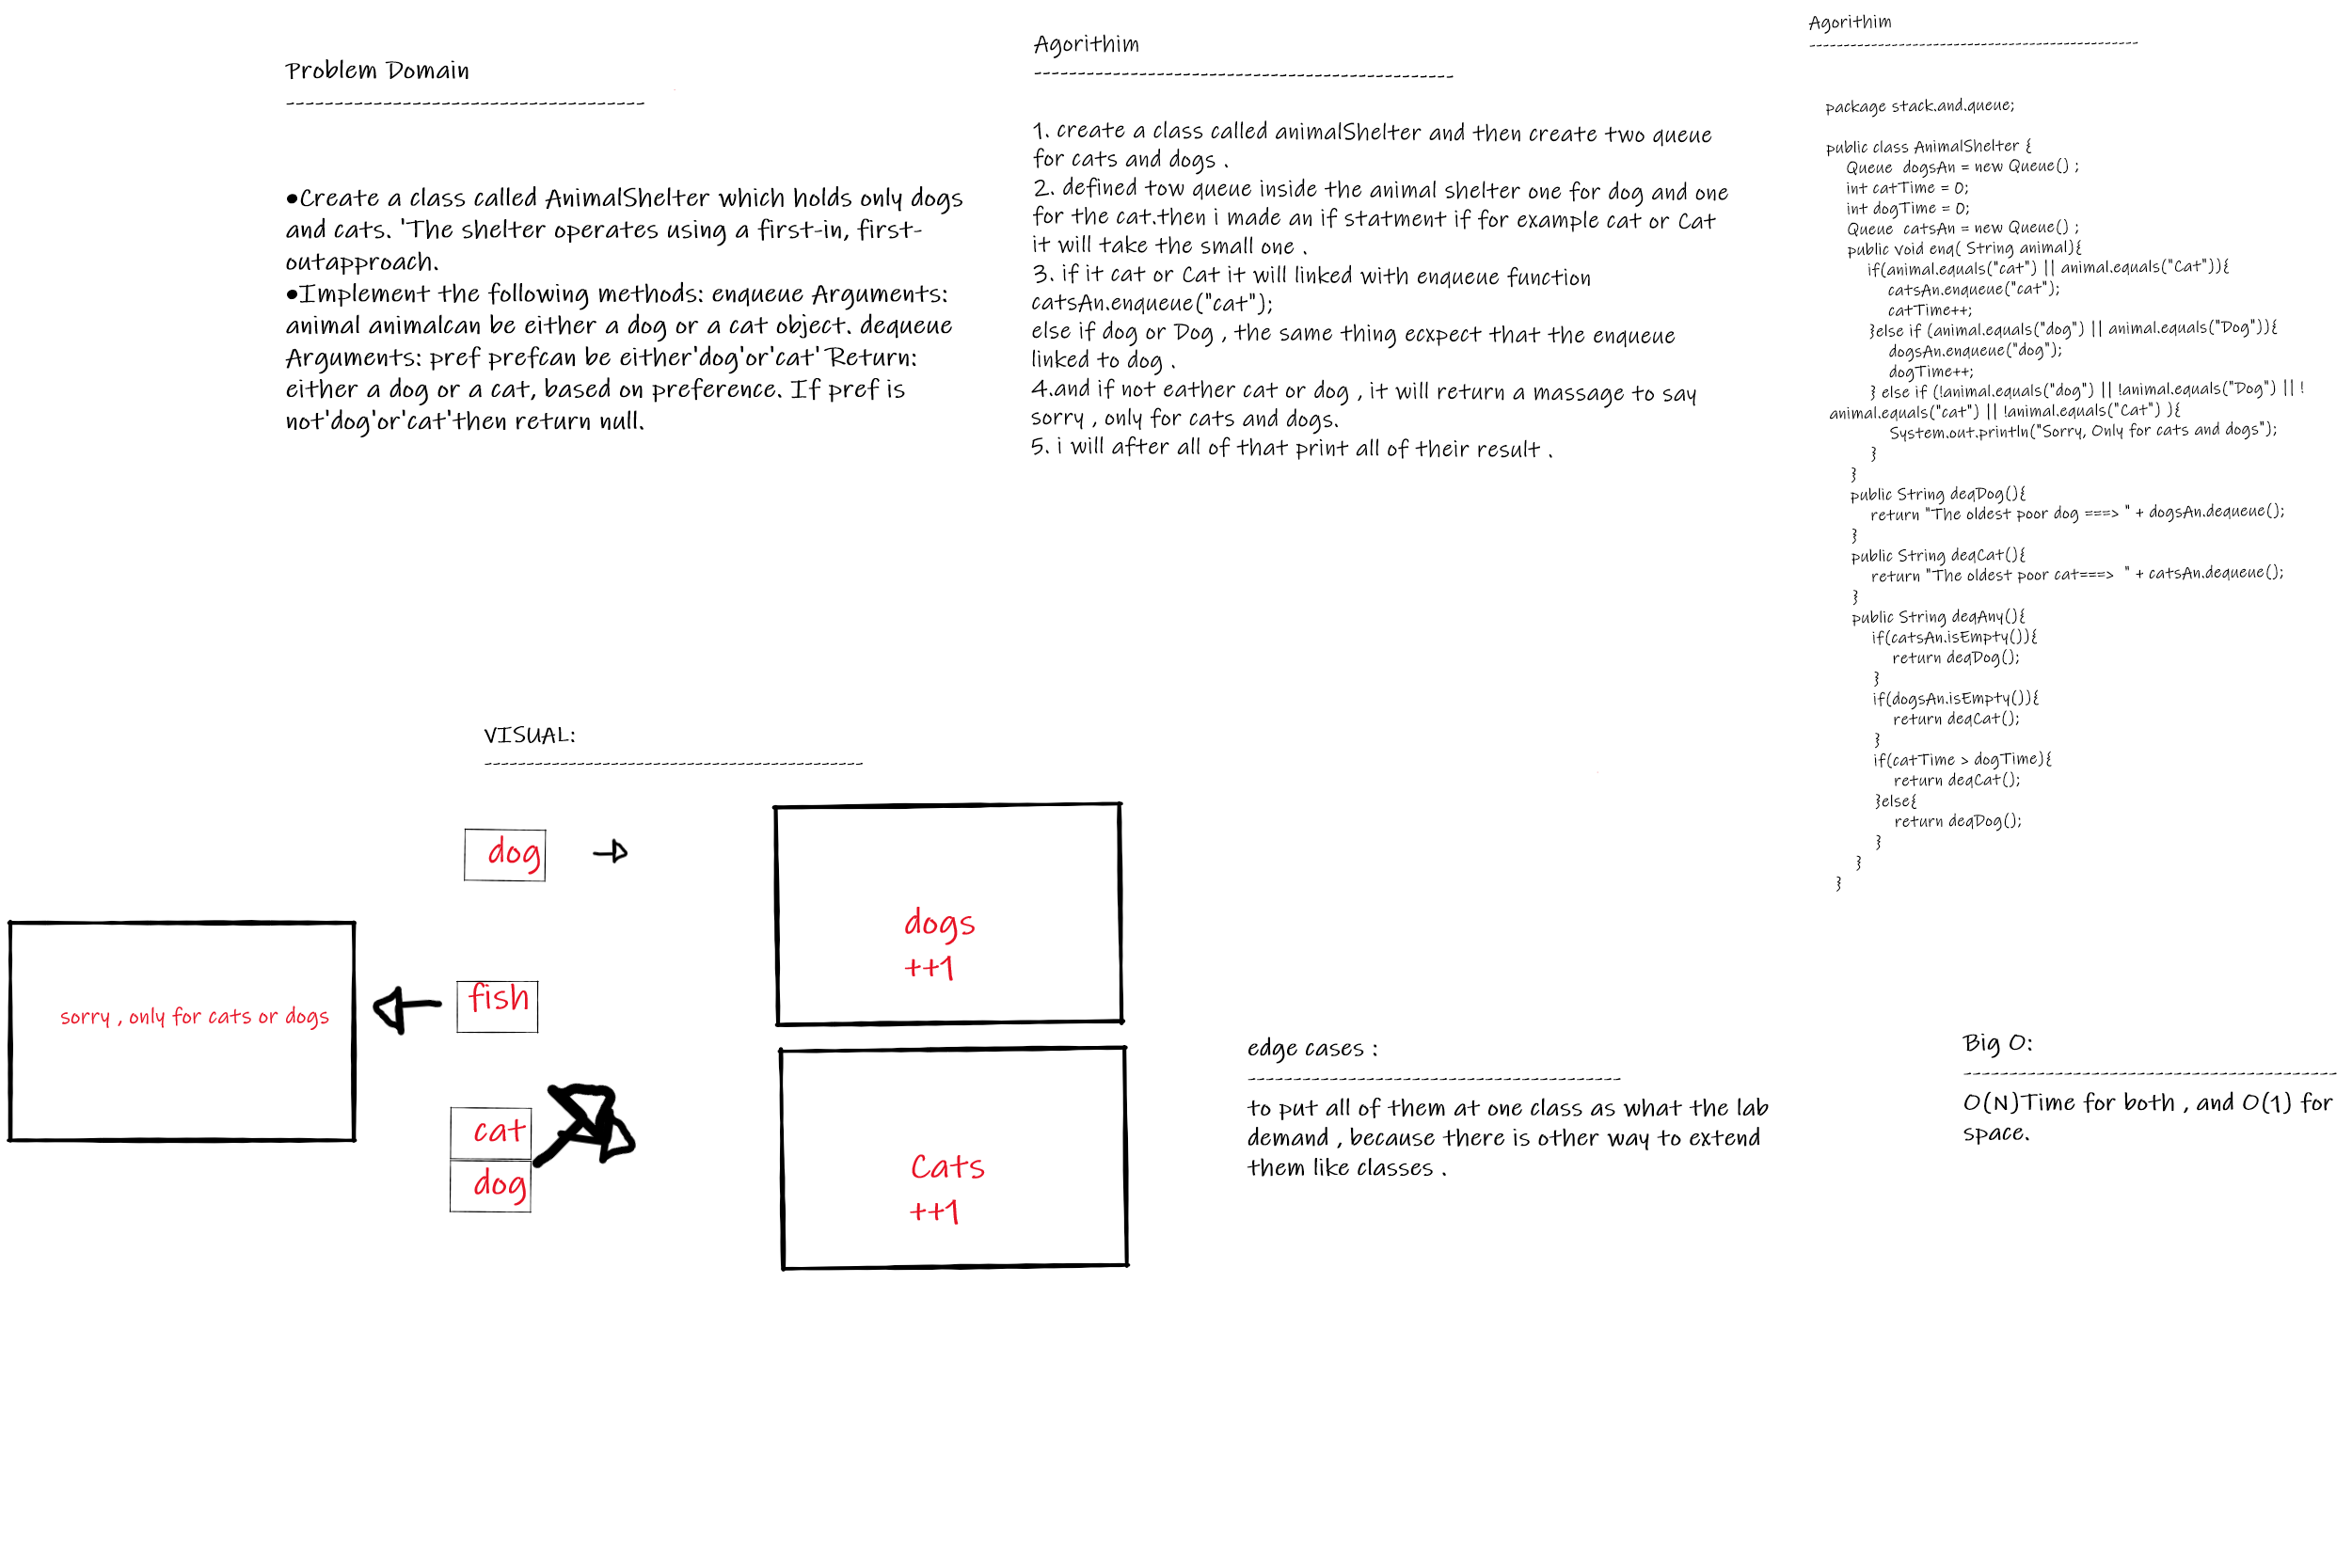 Problem Domain
-------------------------------------
•Create a class called AnimalShelter which holds only dogs
and cats. 'The shelter operates using a first-in, first-
outapproach.
•Implement the following methods: enqueue Arguments:
animal animalcan be either a dog or a cat object. dequeue
Arguments: pref prefcan be either'dog'or'cat' Return:
either a dog or a cat, based on preference. If pref is
not'dog'or'cat'then return null.
Agorithim
-------------------------------------------------
1. create a class called animalShelter and then create two queue
for cats and dogs .
2. defined tow queue inside the animal shelter one for dog and one
for the cat.then i made an if statment if for example cat or Cat
it will take the small one .
3. if it cat or Cat it will linked with enqueue function
catsAn.enqueue("cat");
else if dog or Dog , the same thing ecxpect that the enqueue
linked to dog .
4.and if not eather cat or dog , it will return a massage to say
sorry , only for cats and dogs.
5. i will after all of that print all of their result .
Agorithim
-------------------------------------------------
package stack.and.queue;
public class AnimalShelter {
Queue  dogsAn = new Queue() ;
int catTime = 0;
int dogTime = 0;
Queue  catsAn = new Queue() ;
public void enq( String animal){
if(animal.equals("cat") || animal.equals("Cat")){
catsAn.enqueue("cat");
catTime++;
}else if (animal.equals("dog") || animal.equals("Dog")){
dogsAn.enqueue("dog");
dogTime++;
} else if (!animal.equals("dog") || !animal.equals("Dog") || !
animal.equals("cat") || !animal.equals("Cat") ){
System.out.println("Sorry, Only for cats and dogs");
}
}
public String deqDog(){
return "The oldest poor dog ===> " + dogsAn.dequeue();
}
public String deqCat(){
return "The oldest poor cat===>  " + catsAn.dequeue();
}
public String deqAny(){
if(catsAn.isEmpty()){
return deqDog();
}
if(dogsAn.isEmpty()){
return deqCat();
}
if(catTime > dogTime){
return deqCat();
}else{
return deqDog();
}
}
}
VISUAL:
---------------------------------------------
dog
dogs
++1
fish
sorry , only for cats or dogs
cat
dog
Cats
++1
edge cases :
-----------------------------------------
to put all of them at one class as what the lab
demand , because there is other way to extend
them like classes .
Big O:
-----------------------------------------
O(N)Time for both , and O(1) for
space.